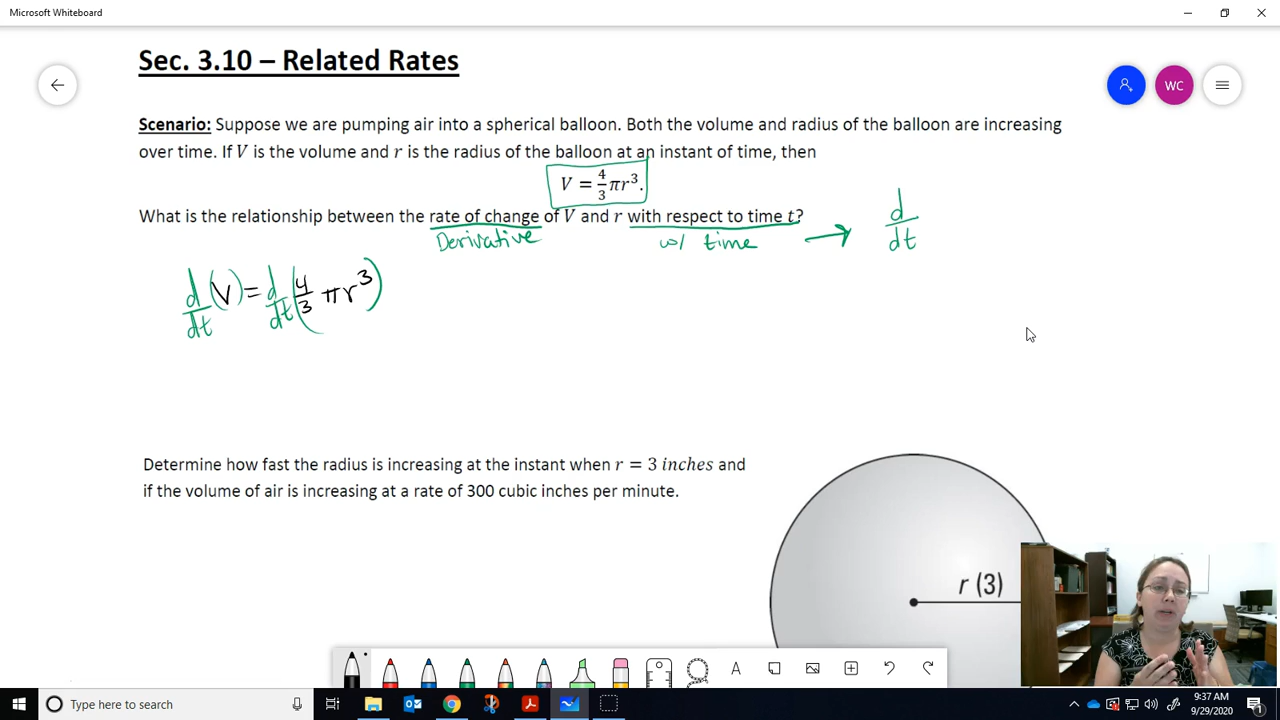 Microsoft Whiteboard
Sec. 3.10 – Related Rates
WC
Scenario: Suppose we are pumping air into a spherical balloon. Both the volume and radius of the balloon are increasing
over time. If V is the volume and r is the radius of the balloon at an instant of time, then
V = 4/3 πr³.
What is the relationship between the rate of change of V and r with respect to time t?
Derivative w/ time → d/dt
d/dt (V) = d/dt (4/3 πr³)
Determine how fast the radius is increasing at the instant when r = 3 inches and
if the volume of air is increasing at a rate of 300 cubic inches per minute.
r (3)
A
Type here to search
9:37 AM
9/29/2020
1